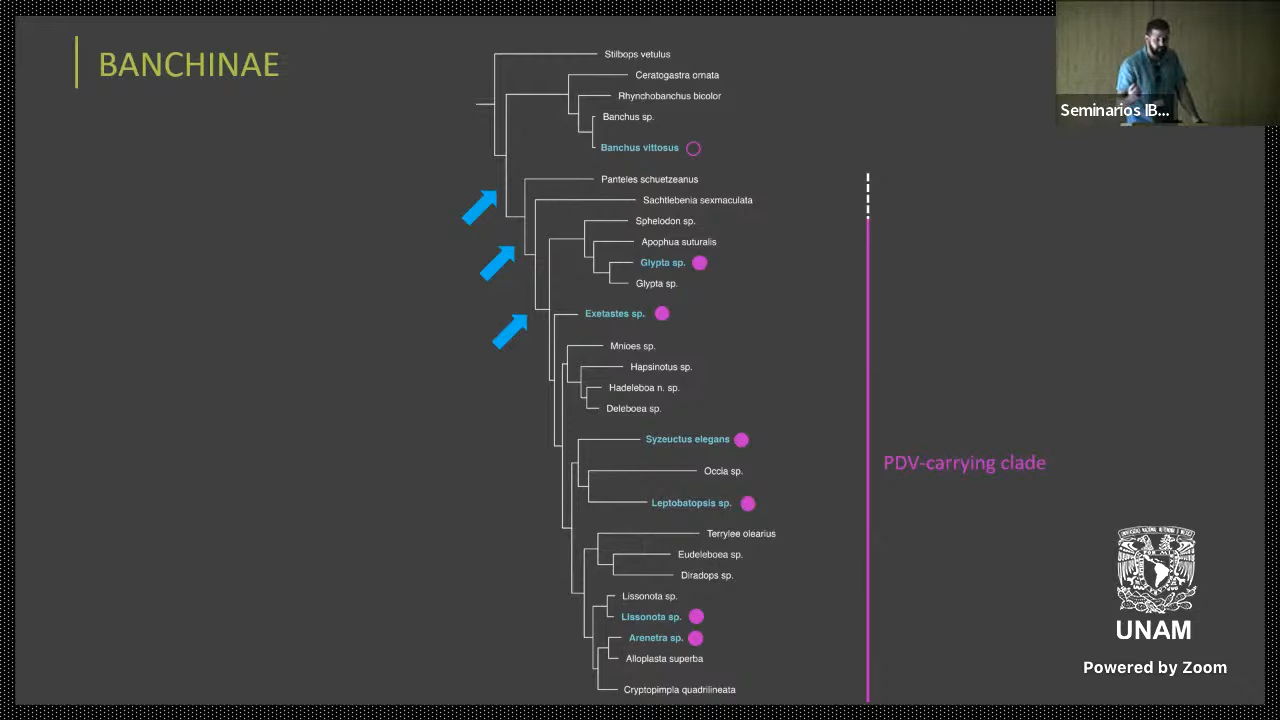 BANCHINAE
Stilbops vetulus
Ceratogastra ornata
Rhynchobanchus bicolor
Banchus sp.
Banchus vittosus
Panteles schuetzeanus
Sachtlebenia sexmaculata
Sphelodon sp.
Apophua suturalis
Glypta sp.
Glypta sp.
Exetastes sp.
Mnioes sp.
Hapsinotus sp.
Hadeleboa n. sp.
Deleboea sp.
Syzeuctus elegans
Occia sp.
Leptobatopsis sp.
Terrylee olearius
Eudeleboea sp.
Diradops sp.
Lissonota sp.
Lissonota sp.
Arenetra sp.
Alloplasta superba
Cryptopimpla quadrilineata
PDV-carrying clade
Seminarios IB...
UNAM
Powered by Zoom